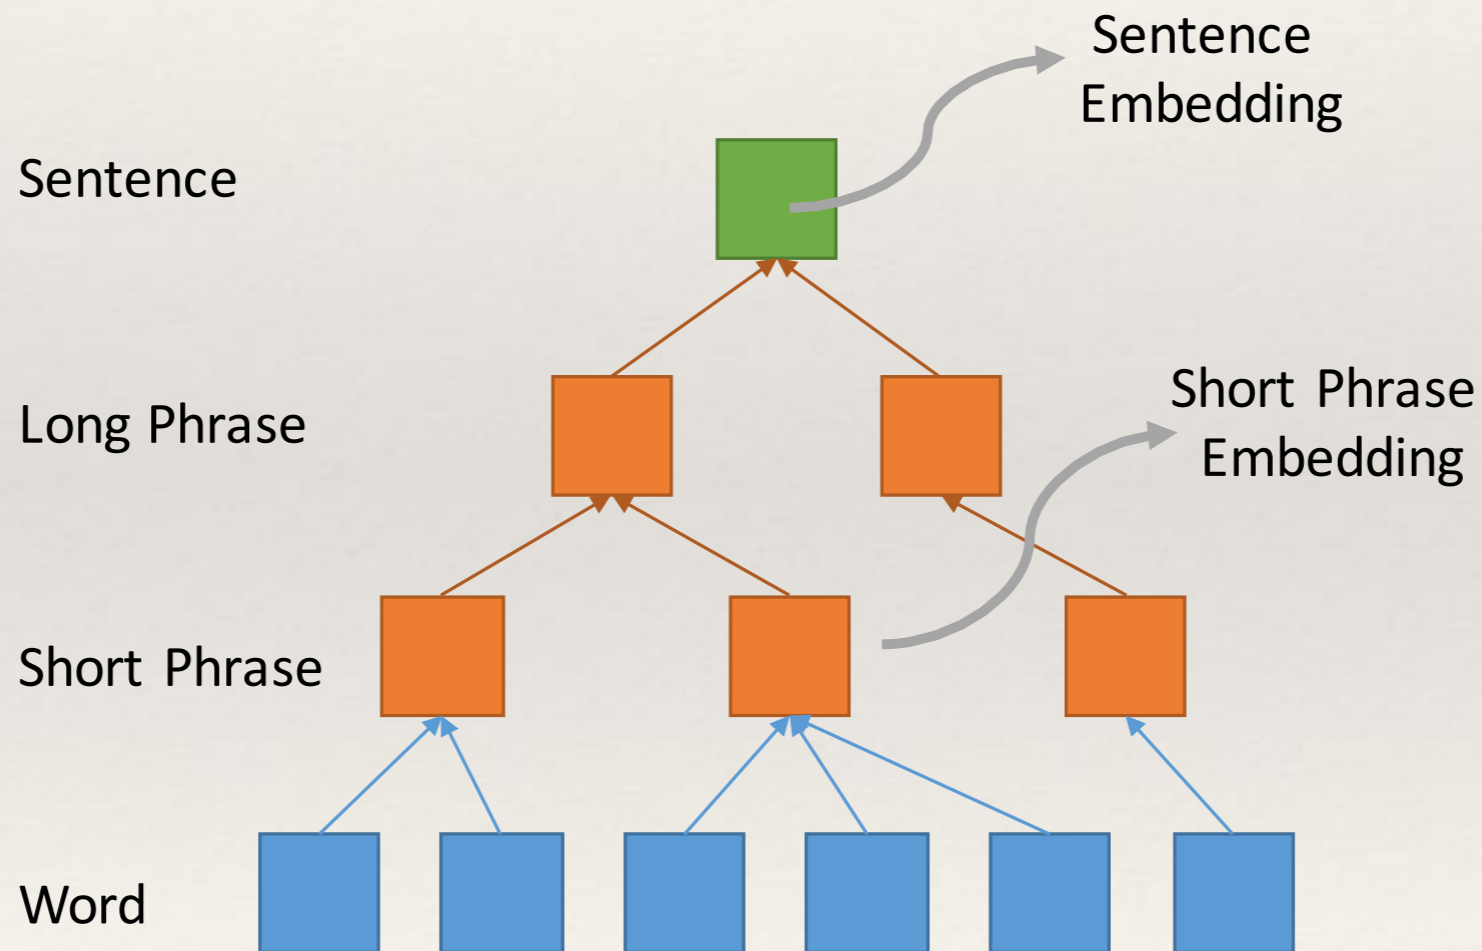 Sentence
Embedding
Sentence
Short Phrase
Embedding
Long Phrase
Short Phrase
Word